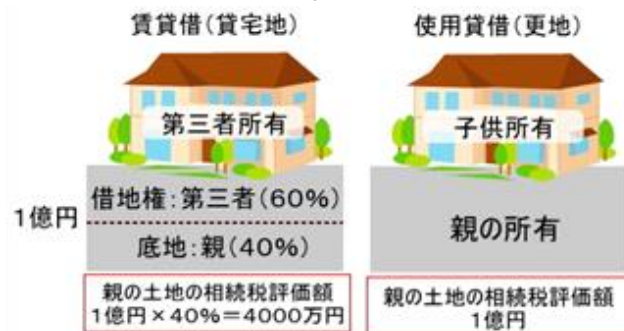 賃貸借(貸宅地)
第三者所有
1億円
借地権:第三者(60%)
底地:親(40%)
親の土地の相続税評価額
1億円×40%=4000万円
使用貸借(更地)
子供所有
親の所有
親の土地の相続税評価額
1億円